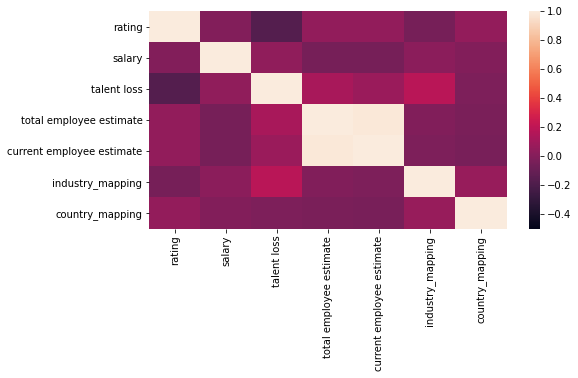 rating
salary
talent loss
total employee estimate
current employee estimate
industry_mapping
country_mapping
rating
salary
talent loss
total employee estimate
current employee estimate
industry_mapping
country_mapping
1.0
0.8
0.6
0.4
0.2
0.0
−0.2
−0.4